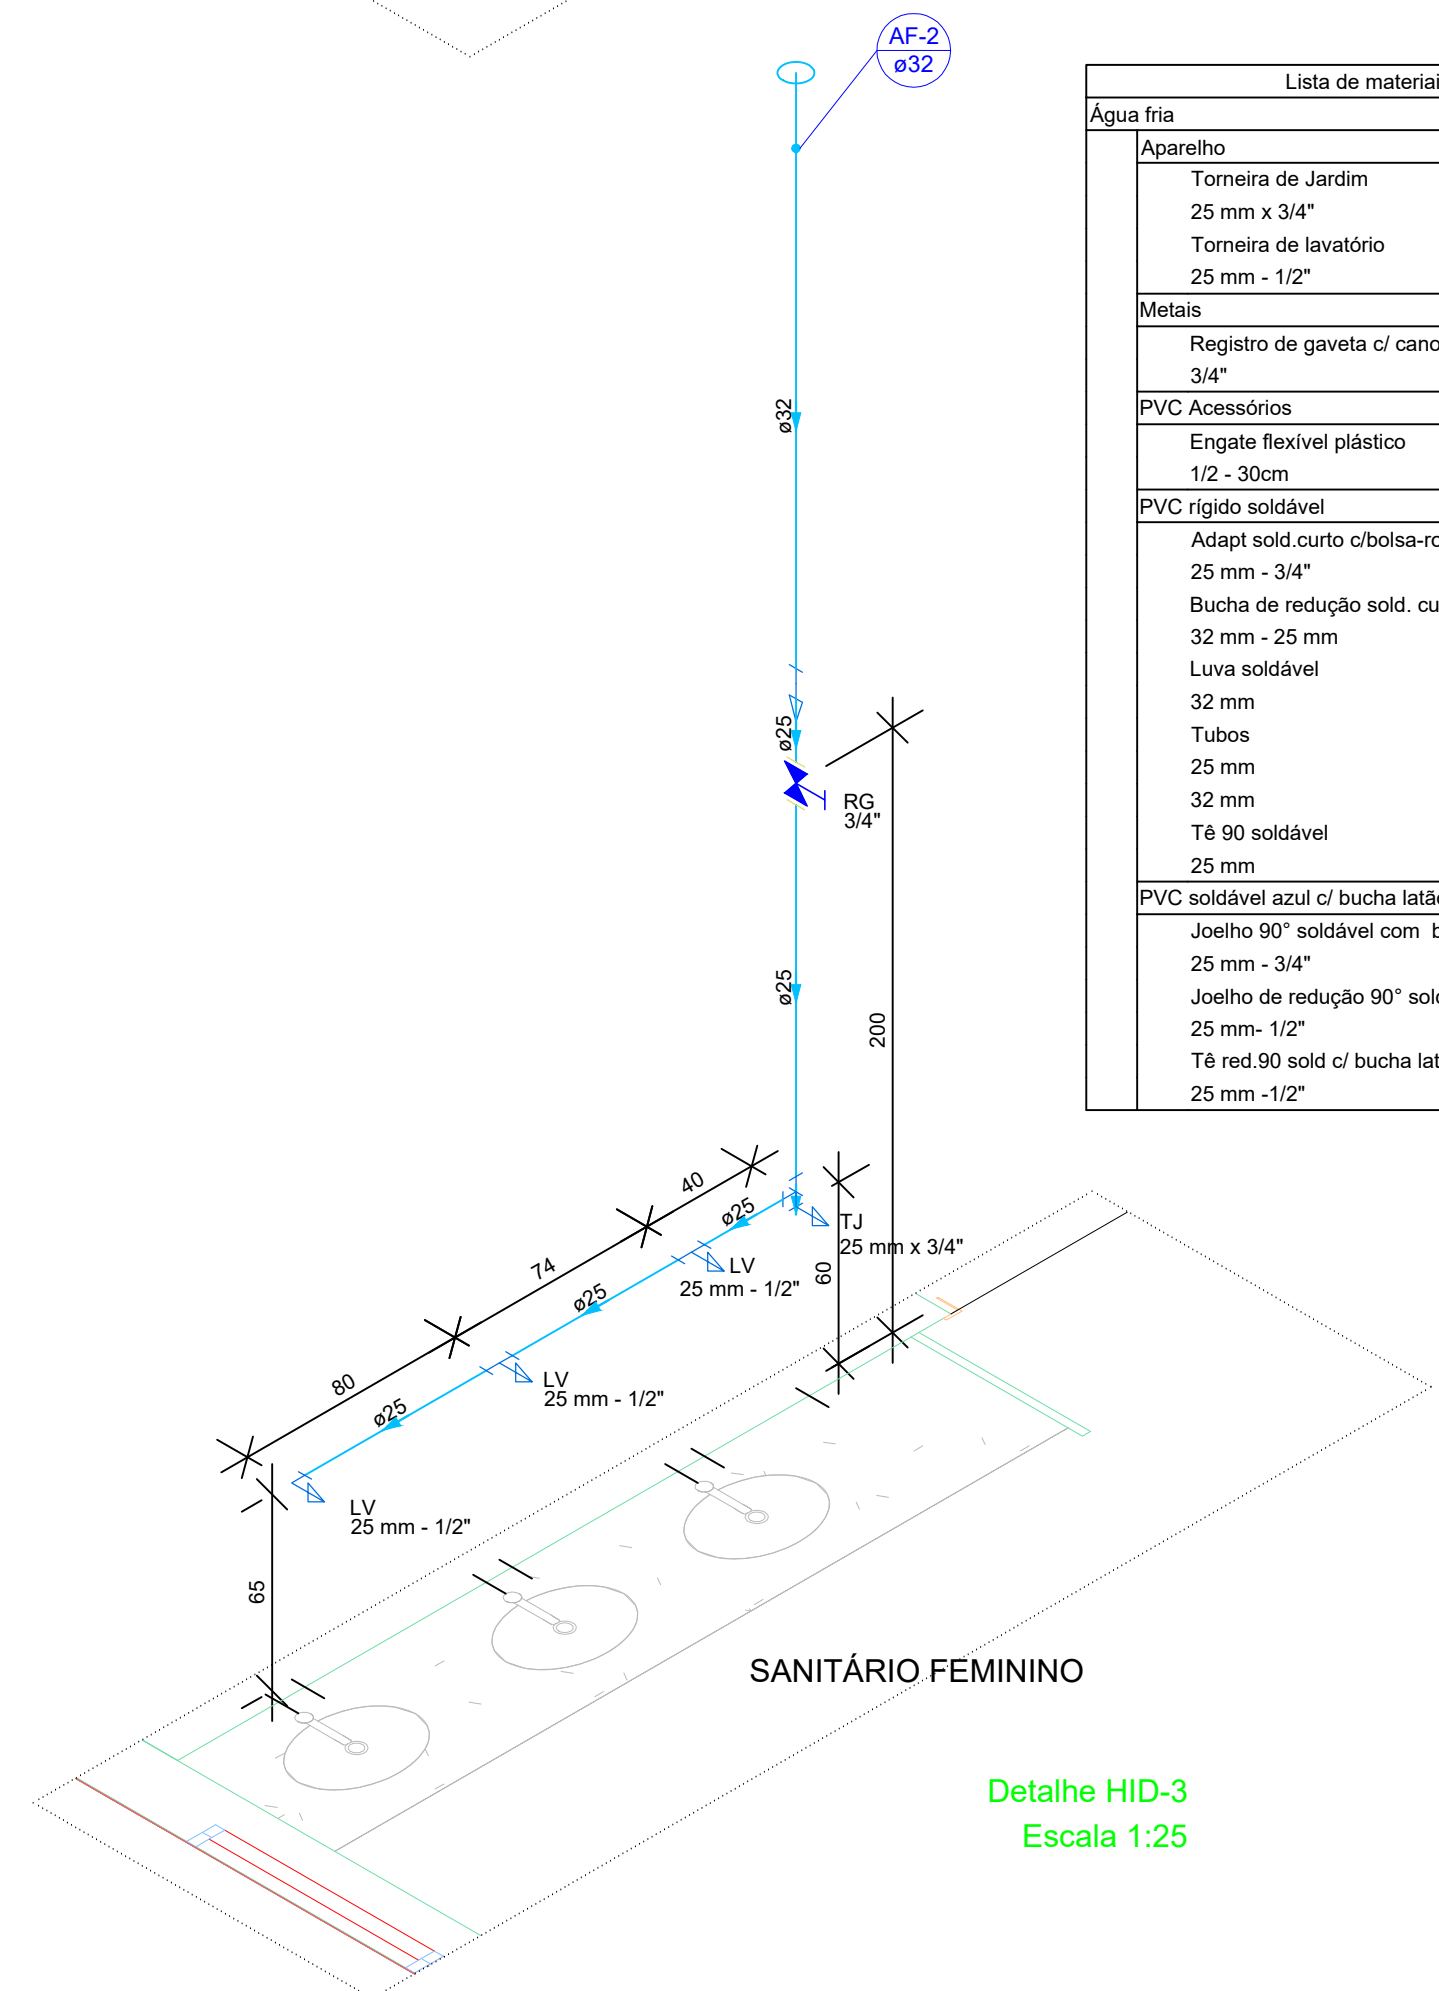 AF-2
ø32
Lista de materiai
Água fria
Aparelho
Torneira de Jardim
25 mm x 3/4"
Torneira de lavatório
25 mm - 1/2"
Metais
Registro de gaveta c/ cano
3/4"
PVC Acessórios
Engate flexível plástico
1/2 - 30cm
PVC rígido soldável
Adapt sold.curto c/bolsa-ro
25 mm - 3/4"
Bucha de redução sold. cu
32 mm - 25 mm
Luva soldável
32 mm
Tubos
25 mm
32 mm
Tê 90 soldável
25 mm
PVC soldável azul c/ bucha latã
Joelho 90° soldável com b
25 mm - 3/4"
Joelho de redução 90° sol
25 mm- 1/2"
Tê red.90 sold c/ bucha lat
25 mm -1/2"
ø32
ø25
RG
3/4"
ø25
200
40
ø25
TJ
25 mm x 3/4"
74
LV
25 mm - 1/2"
60
ø25
80
LV
25 mm - 1/2"
ø25
LV
25 mm - 1/2"
65
SANITÁRIO FEMININO
Detalhe HID-3
Escala 1:25